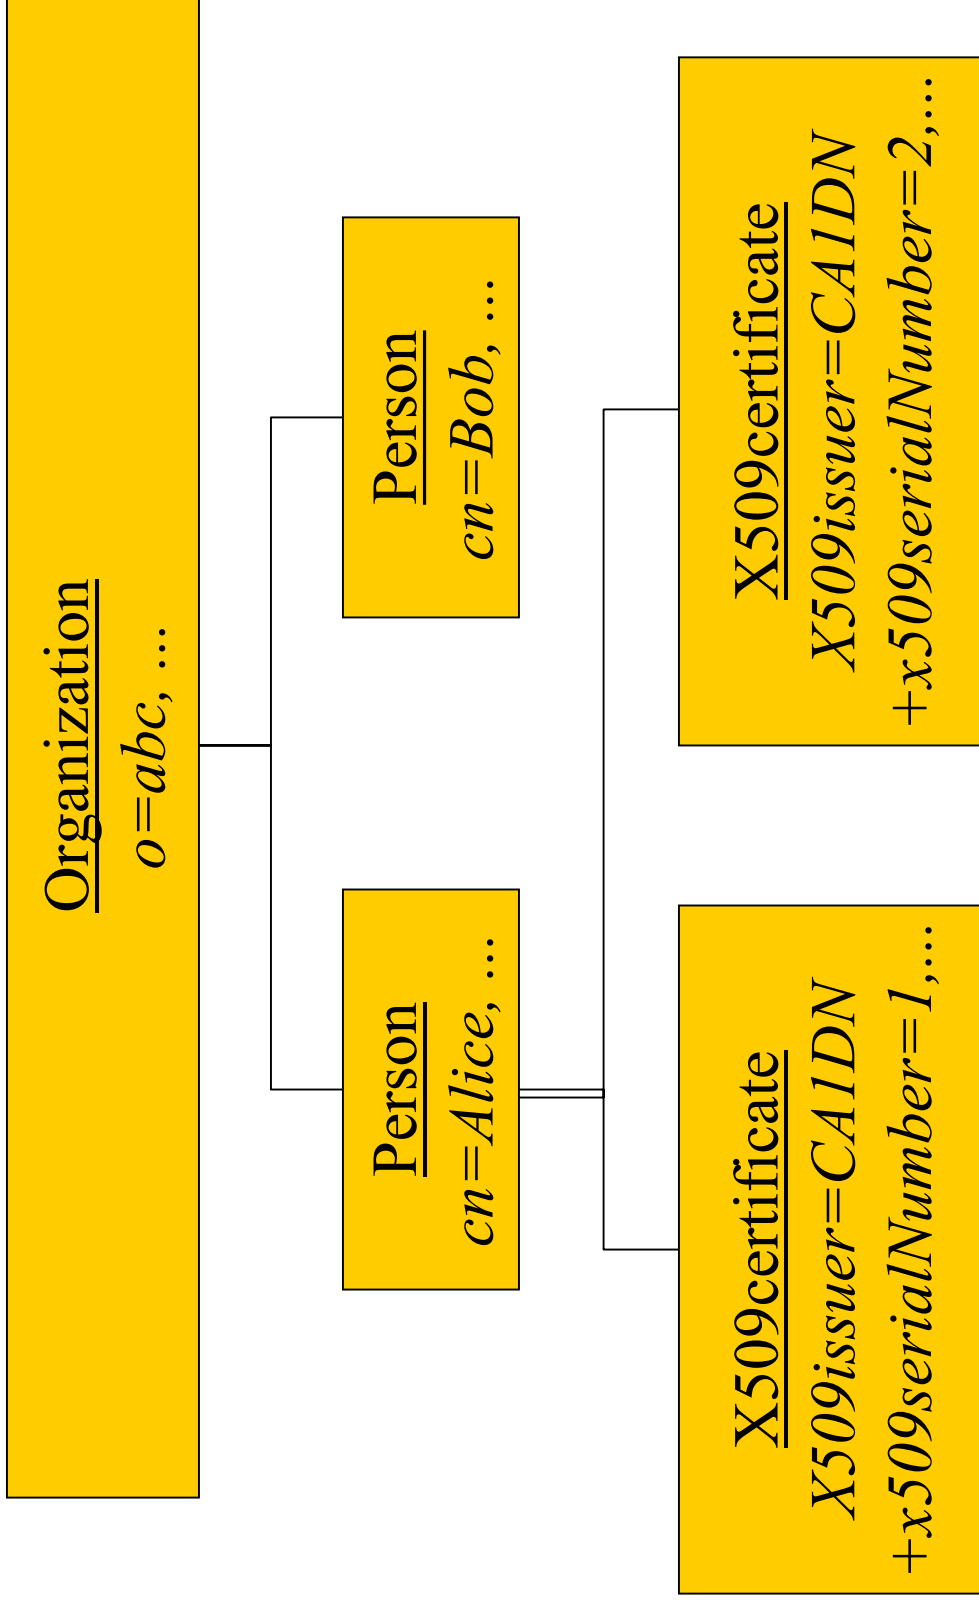 Organization
o=abc, ...
Person
cn=Alice, ...
Person
cn=Bob, ...
X509certificate
X509issuer=CA1DN
+x509serialNumber=1,...
X509certificate
X509issuer=CA1DN
+x509serialNumber=2,...